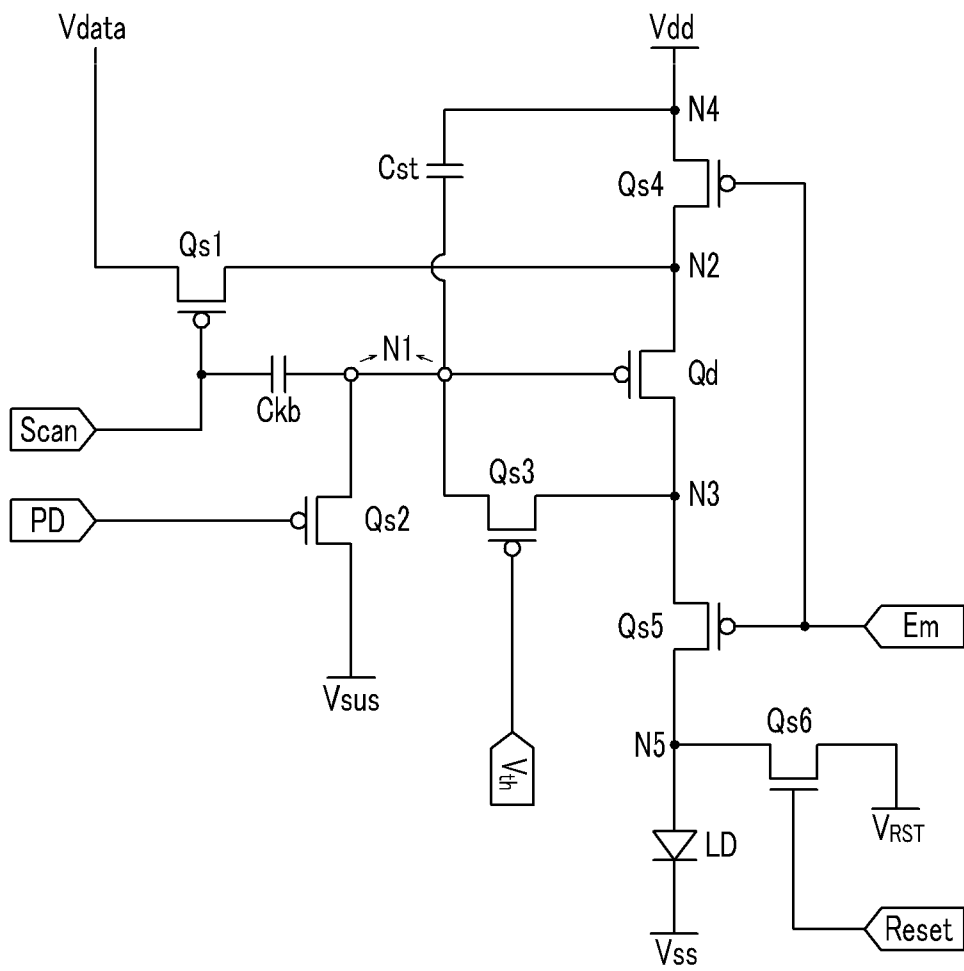 Vdata
Vdd
N4
Cst
Qs4
Qs1
N2
N1
Qd
Ckb
Scan
Qs3
N3
PD
Qs2
Qs5
Em
Vsus
Qs6
N5
Vth
VRST
LD
Reset
Vss